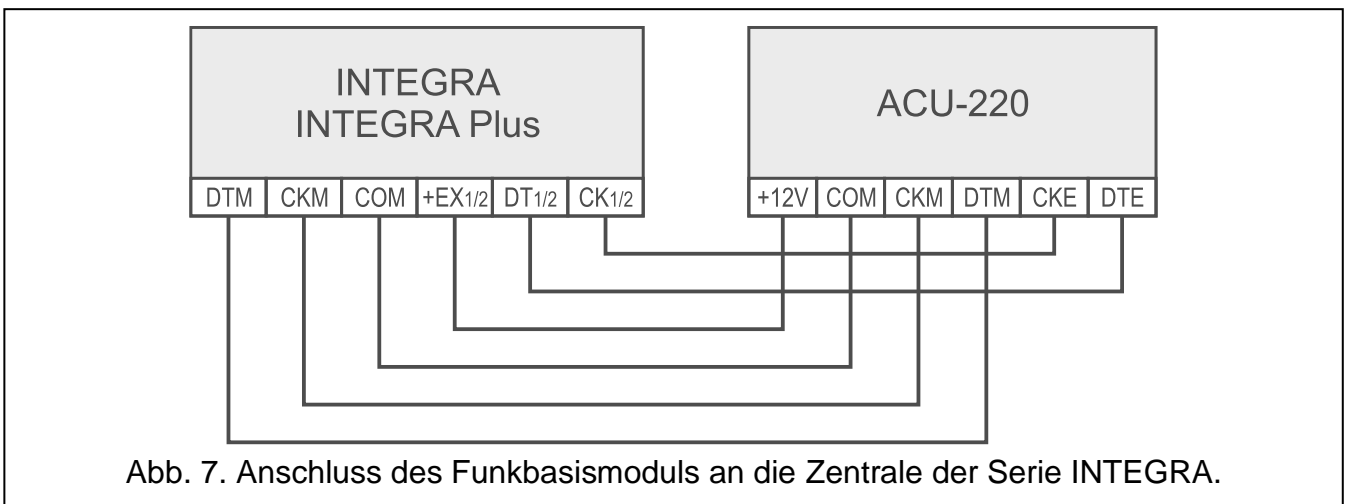 INTEGRA
INTEGRA Plus
ACU-220
DTM CKM COM +EX1/2 DT1/2 CK1/2
+12V COM CKM DTM CKE DTE
Abb. 7. Anschluss des Funkbasismoduls an die Zentrale der Serie INTEGRA.